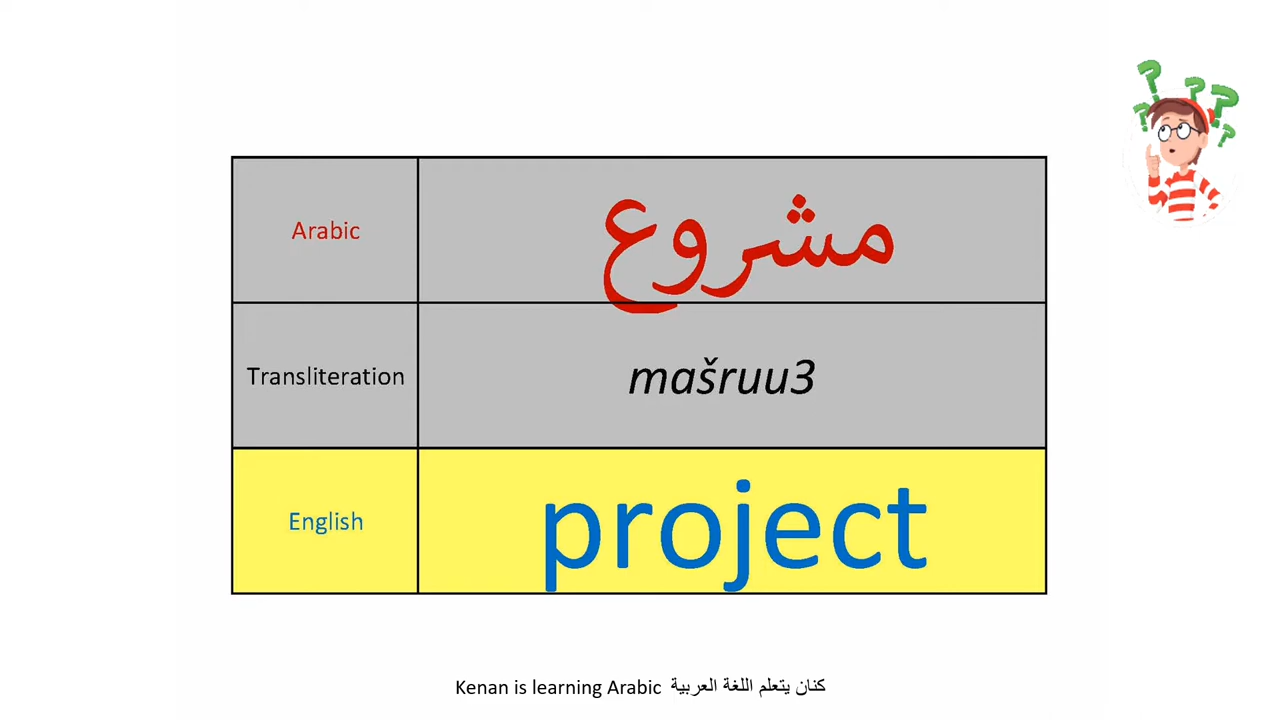 Arabic مشروع
Transliteration mašruu3
English project
Kenan is learning Arabic كنان يتعلم اللغة العربية